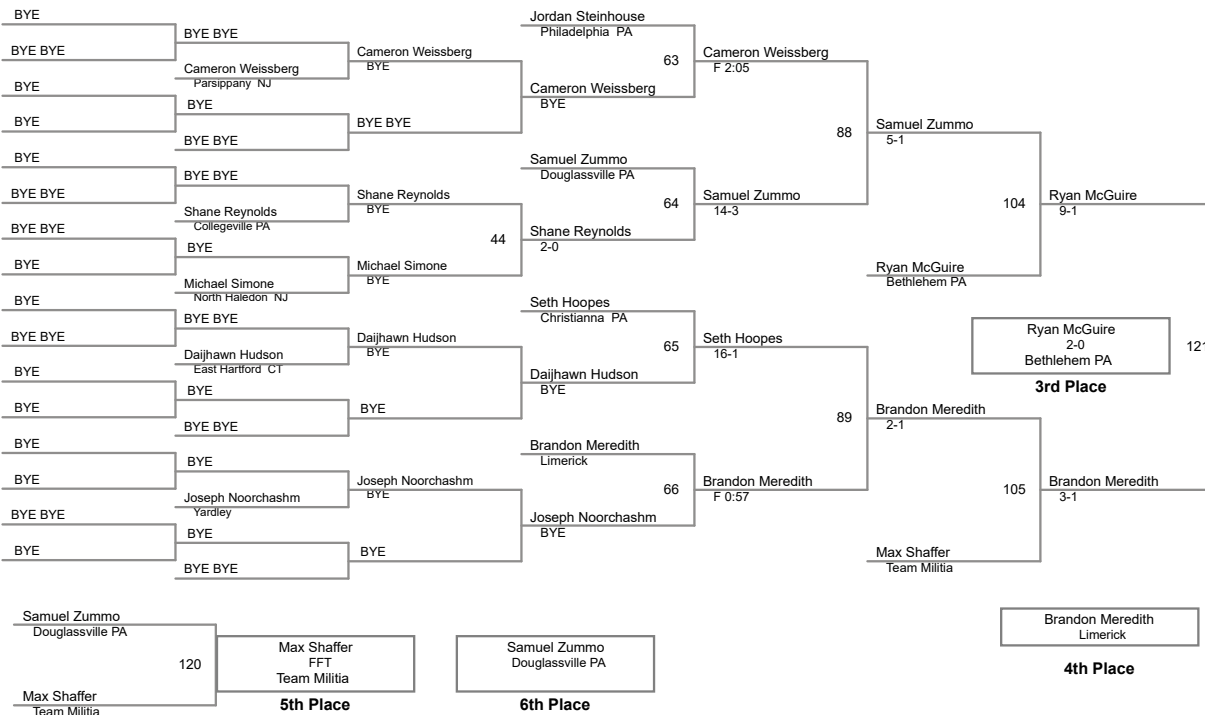 BYE
BYE BYE
BYE
BYE
BYE
BYE BYE
BYE BYE
BYE
BYE
BYE BYE
BYE
BYE
BYE
BYE
BYE BYE
BYE
BYE BYE
Cameron Weissberg
Parsippany NJ
BYE
BYE BYE
BYE BYE
Shane Reynolds
Collegeville PA
BYE
Michael Simone
North Haledon NJ
BYE BYE
Daijhawn Hudson
East Hartford CT
BYE
BYE BYE
BYE
Joseph Noorchashm
Yardley
BYE
BYE BYE
Cameron Weissberg
BYE
BYE BYE
Shane Reynolds
BYE
44
Michael Simone
BYE
Daijhawn Hudson
BYE
BYE
Joseph Noorchashm
BYE
BYE
Jordan Steinhouse
Philadelphia PA
63
Cameron Weissberg
BYE
Samuel Zummo
Douglassville PA
64
Shane Reynolds
2-0
Seth Hoopes
Christianna PA
65
Daijhawn Hudson
BYE
Brandon Meredith
Limerick
66
Joseph Noorchashm
BYE
Cameron Weissberg
F 2:05
88
Samuel Zummo
14-3
Seth Hoopes
16-1
89
Brandon Meredith
F 0:57
Samuel Zummo
5-1
104
Ryan McGuire
Bethlehem PA
Brandon Meredith
2-1
105
Max Shaffer
Team Militia
Ryan McGuire
9-1
Ryan McGuire
2-0
Bethlehem PA
121
3rd Place
Brandon Meredith
3-1
Samuel Zummo
Douglassville PA
120
Max Shaffer
Team Militia
Max Shaffer
FFT
Team Militia
5th Place
Samuel Zummo
Douglassville PA
6th Place
Brandon Meredith
Limerick
4th Place